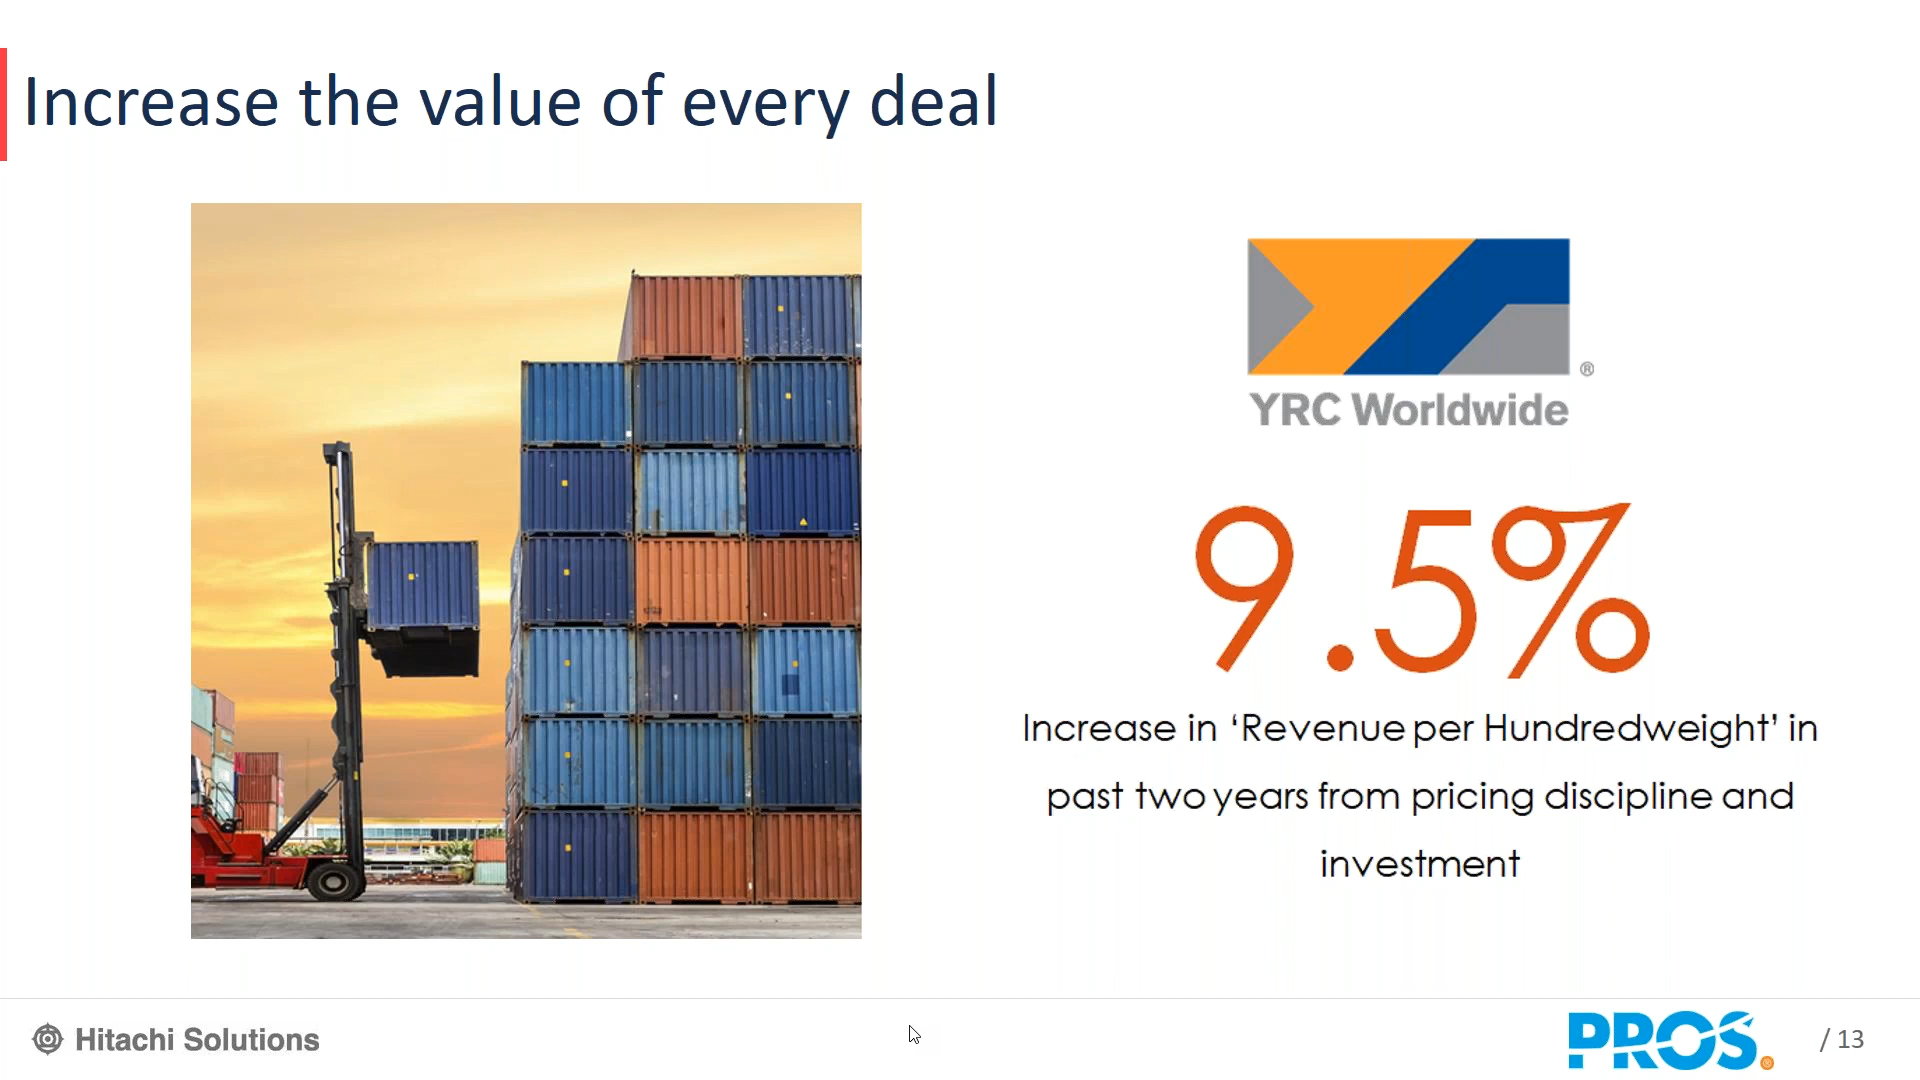 Increase the value of every deal
®
YRC Worldwide
9.5%
Increase in ‘Revenue per Hundredweight’ in
past two years from pricing discipline and
investment
Hitachi Solutions
PROS®
/ 13